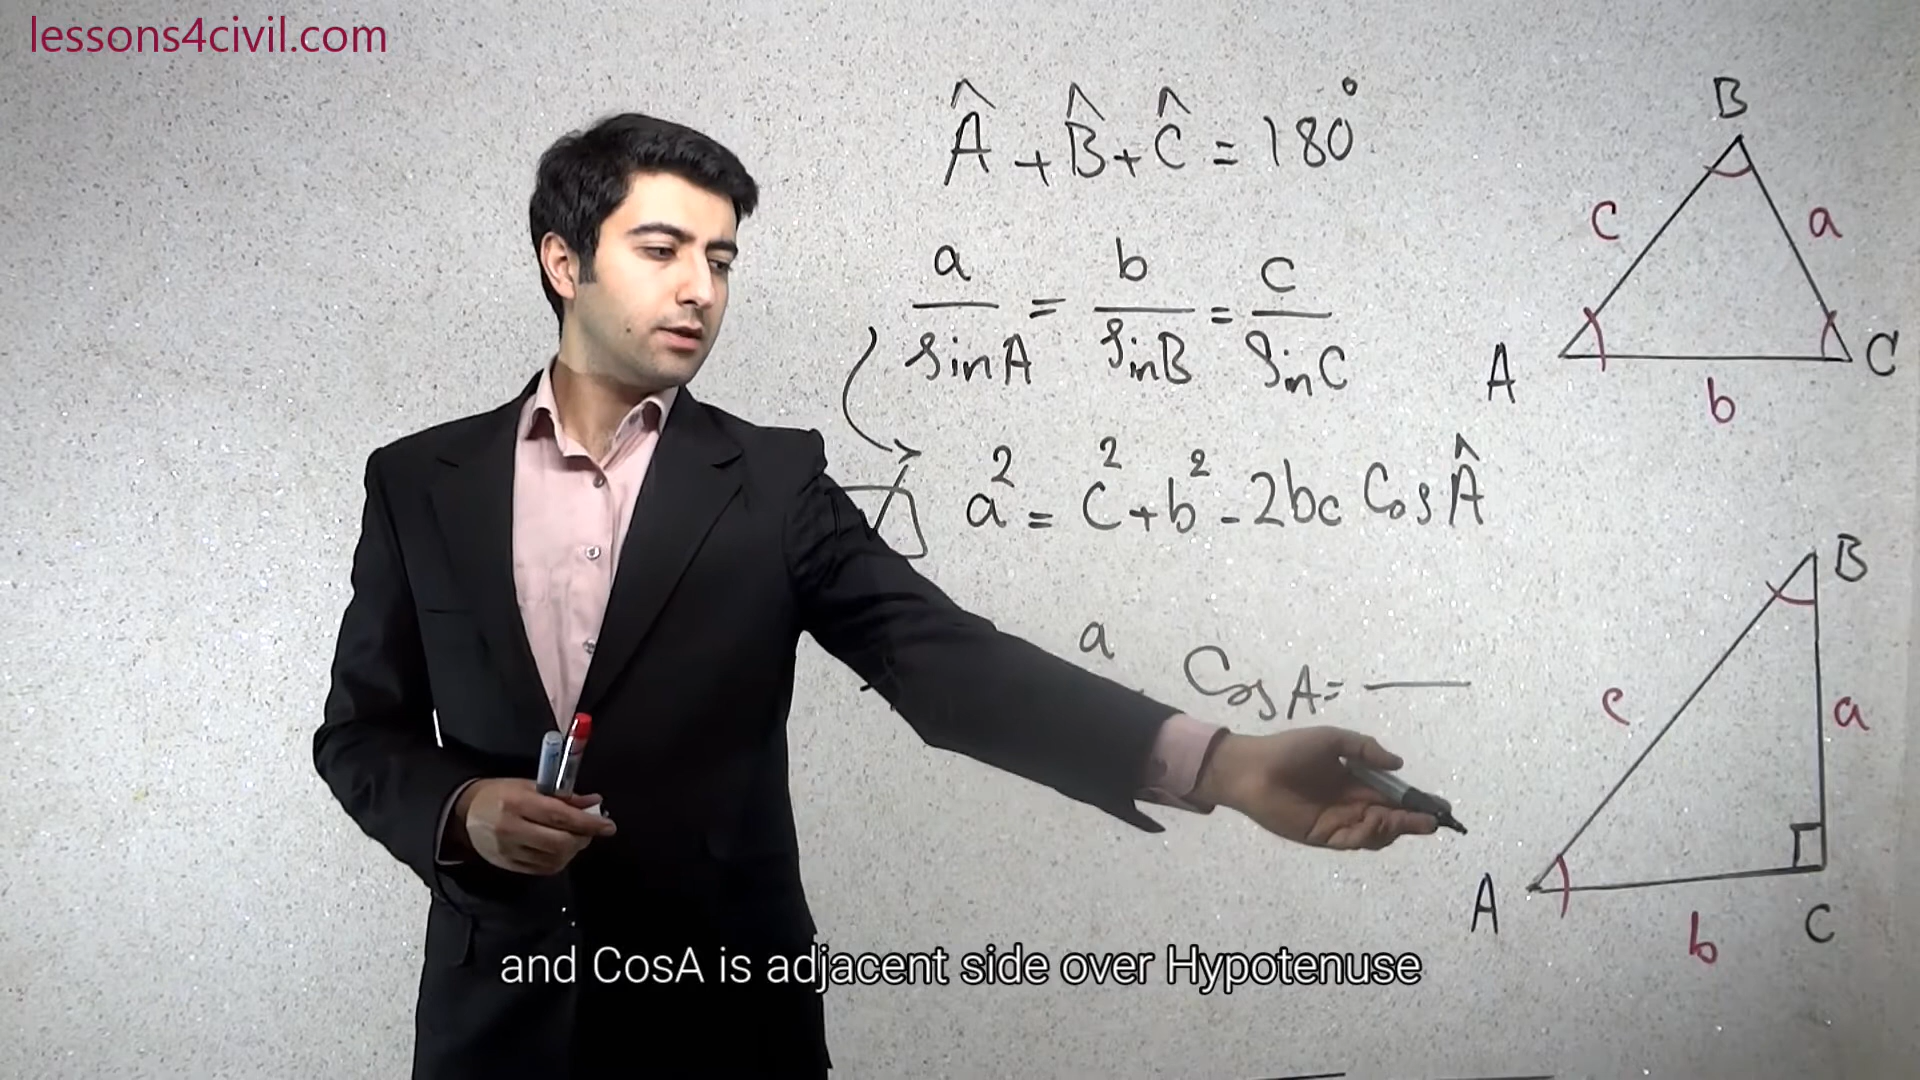 lessons4civil.com
Â + B̂ + Ĉ = 180°
a/sinA = b/sinB = c/sinC
a² = c² + b² - 2bc Cos Â
a
CosA =
B
c
a
A
C
b
B
c
a
A
b
C
and CosA is adjacent side over Hypotenuse